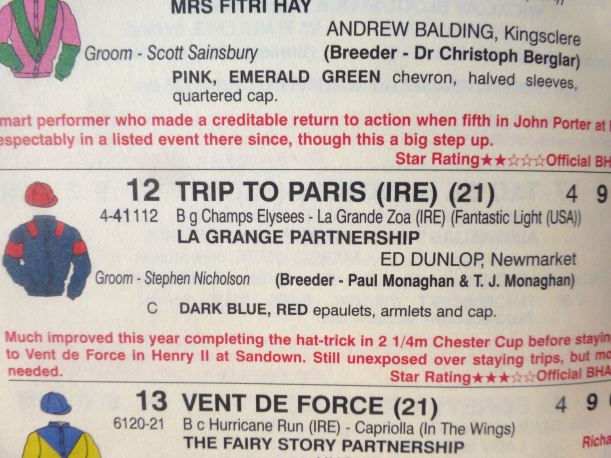 MRS FITRI HAY
ANDREW BALDING, Kingsclere
Groom - Scott Sainsbury (Breeder - Dr Christoph Berglar)
PINK, EMERALD GREEN chevron, halved sleeves,
quartered cap.
mart performer who made a creditable return to action when fifth in John Porter at
espectably in a listed event there since, though this a big step up.
Star Rating★★☆☆☆Official BH
12 TRIP TO PARIS (IRE) (21) 4 9
4-41112 B g Champs Elysees - La Grande Zoa (IRE) (Fantastic Light (USA))
LA GRANGE PARTNERSHIP
ED DUNLOP, Newmarket
Groom - Stephen Nicholson (Breeder - Paul Monaghan & T. J. Monaghan)
C DARK BLUE, RED epaulets, armlets and cap.
Much improved this year completing the hat-trick in 2 1/4m Chester Cup before stayin
to Vent de Force in Henry II at Sandown. Still unexposed over staying trips, but mo
needed. Star Rating★★★☆☆Official BHA
13 VENT DE FORCE (21) 4 9
6120-21 B c Hurricane Run (IRE) - Capriolla (In The Wings)
THE FAIRY STORY PARTNERSHIP Richa